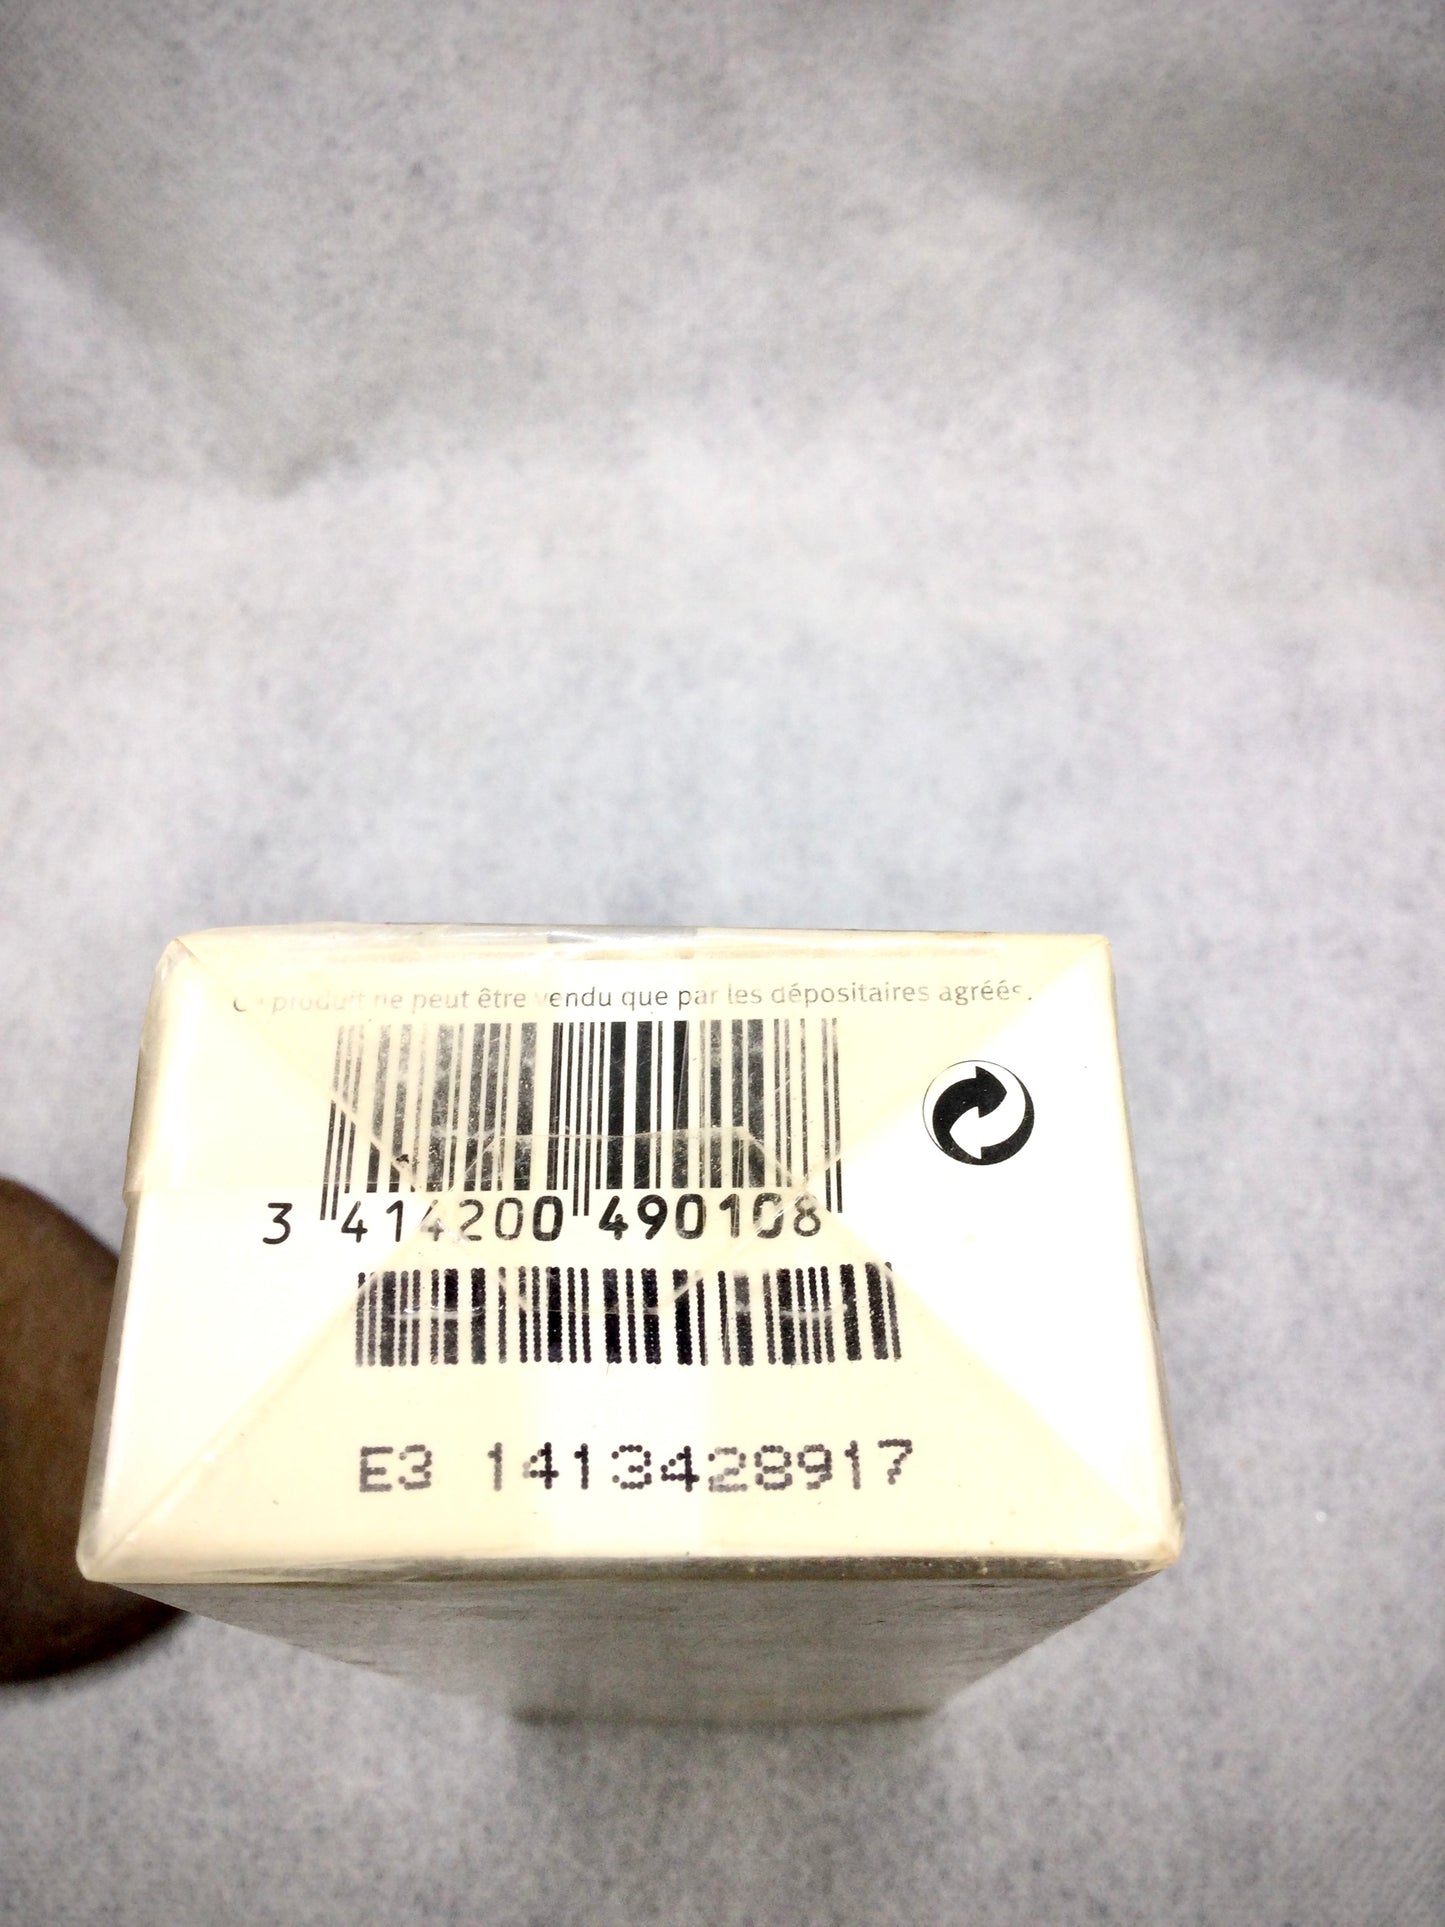 Ce produit ne peut être vendu que par les dépositaires agréés.
3 414200 490108
E3 1413428917